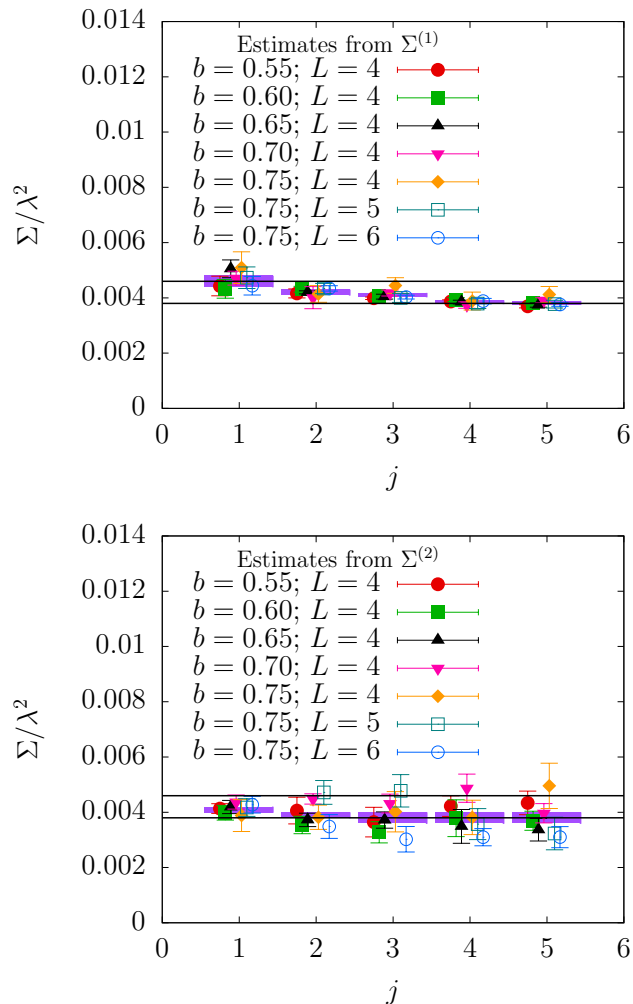 0.014
0.012
0.01
0.008
0.006
0.004
0.002
0
Σ/λ²
Estimates from Σ⁽¹⁾
b = 0.55; L = 4
b = 0.60; L = 4
b = 0.65; L = 4
b = 0.70; L = 4
b = 0.75; L = 4
b = 0.75; L = 5
b = 0.75; L = 6
0 1 2 3 4 5 6
j
0.014
0.012
0.01
0.008
0.006
0.004
0.002
0
Σ/λ²
Estimates from Σ⁽²⁾
b = 0.55; L = 4
b = 0.60; L = 4
b = 0.65; L = 4
b = 0.70; L = 4
b = 0.75; L = 4
b = 0.75; L = 5
b = 0.75; L = 6
0 1 2 3 4 5 6
j